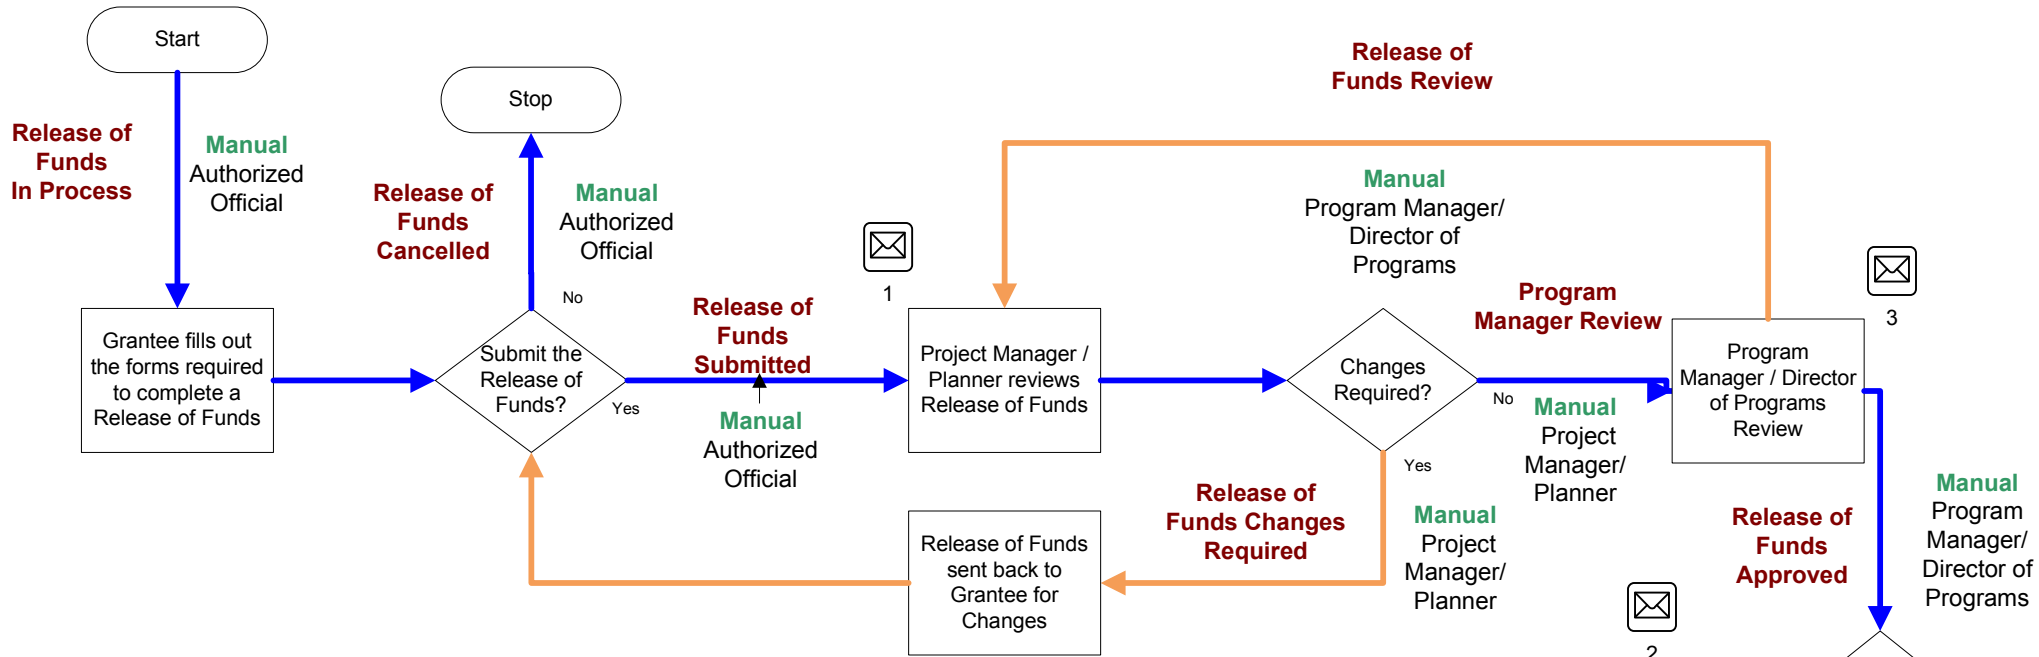 Start
Release of
Funds
In Process
Manual
Authorized
Official
Grantee fills out
the forms required
to complete a
Release of Funds
Stop
Release of
Funds
Cancelled
Manual
Authorized
Official
No
Submit the
Release of
Funds?
Yes
Release of
Funds
Submitted
Manual
Authorized
Official
1
Project Manager /
Planner reviews
Release of Funds
Release of
Funds Review
Manual
Program Manager/
Director of
Programs
Changes
Required?
No
Yes
Program
Manager Review
Manual
Project
Manager/
Planner
3
Program
Manager / Director
of Programs
Review
Release of
Funds Changes
Required
Manual
Project
Manager/
Planner
Release of Funds
sent back to
Grantee for
Changes
2
Release of
Funds
Approved
Manual
Program
Manager/
Director of
Programs